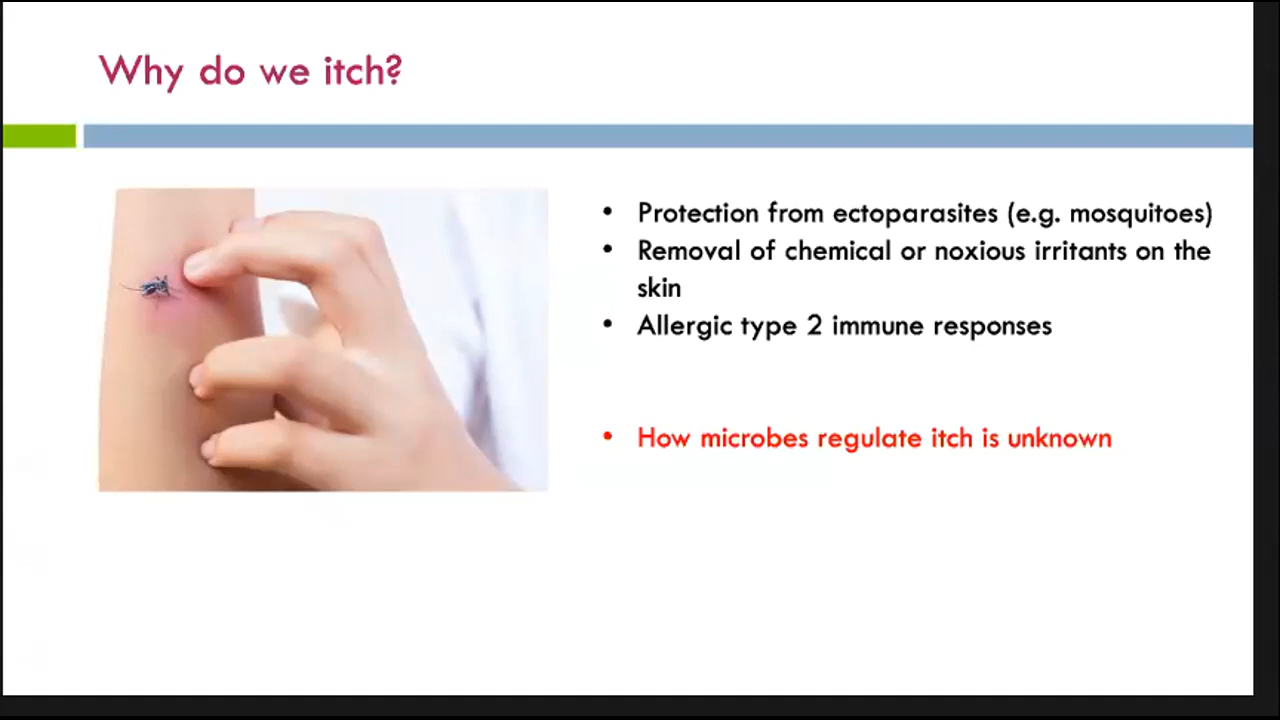 Why do we itch?
• Protection from ectoparasites (e.g. mosquitoes)
• Removal of chemical or noxious irritants on the
skin
• Allergic type 2 immune responses
• How microbes regulate itch is unknown